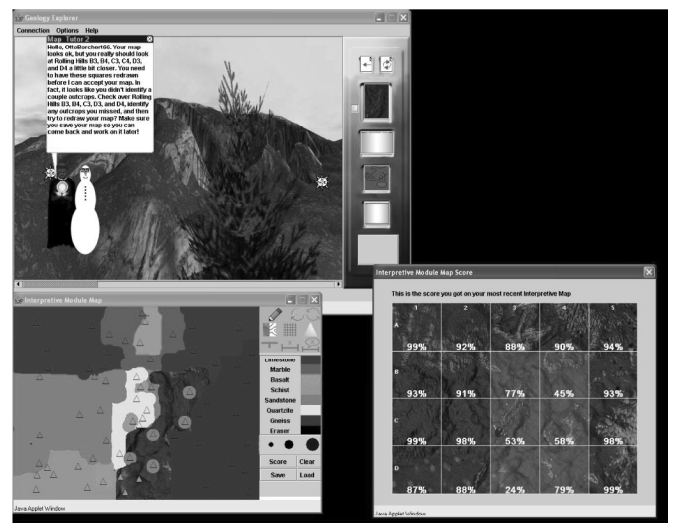 Geology Explorer
Connection Options Help
Map Tutor 2
Hello, OttoBorchert66. Your map
looks ok, but you really should look
at Rolling Hills B3, B4, C3, C4, D3,
and D4 a little bit closer. You need
to have these squares redrawn
before I can accept your map. In
fact, it looks like you didn't identify a
couple outcrops. Check over Rolling
Hills B3, B4, C3, D3, and D4, identify
any outcrops you missed, and then
try to redraw your map? Make sure
you save your map so you can
come back and work on it later!
Interpretive Module Map
Limestone
Marble
Basalt
Schist
Sandstone
Quartzite
Gneiss
Eraser
Score Clear
Save Load
Java Applet Window
Interpretive Module Map Score
This is the score you got on your most recent Interpretive Map
1 2 3 4 5
A
99% 92% 88% 90% 94%
B
93% 91% 77% 45% 93%
C
99% 98% 53% 58% 98%
D
87% 88% 24% 79% 99%
Java Applet Window